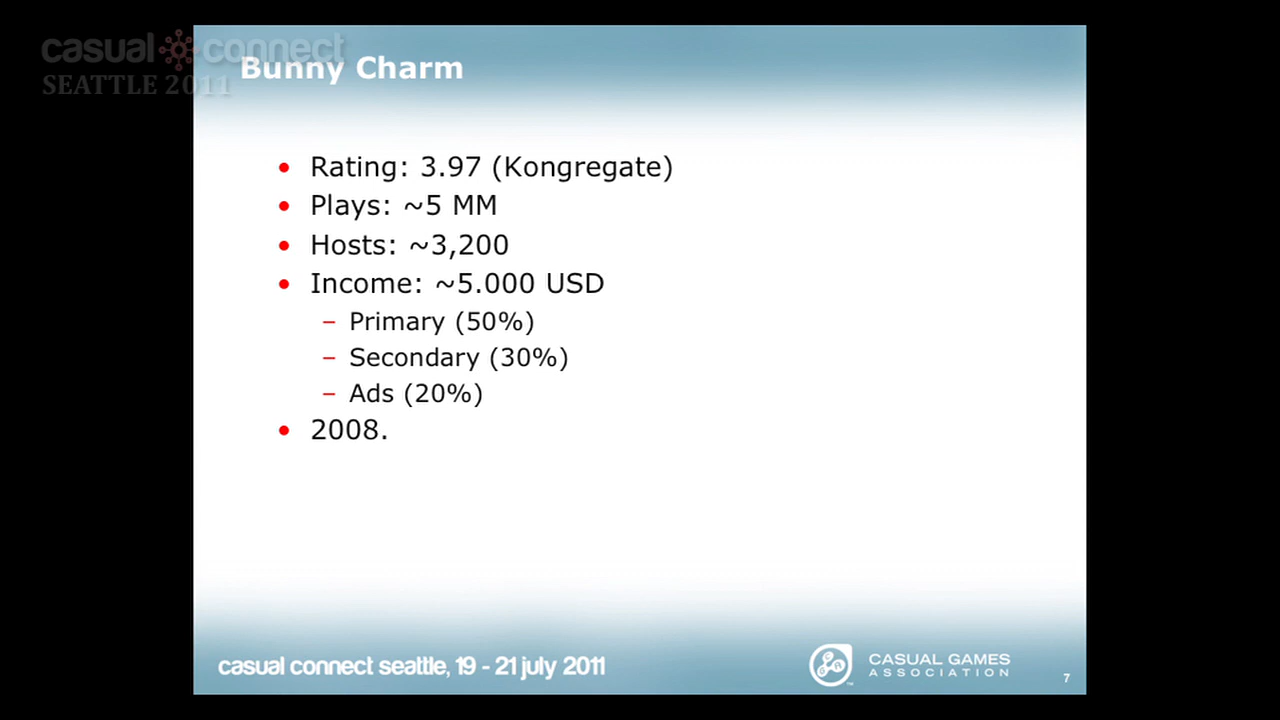 casual connect
SEATTLE 2011
Bunny Charm
• Rating: 3.97 (Kongregate)
• Plays: ~5 MM
• Hosts: ~3,200
• Income: ~5.000 USD
– Primary (50%)
– Secondary (30%)
– Ads (20%)
• 2008.
casual connect seattle, 19 - 21 july 2011
CASUAL GAMES
ASSOCIATION
7